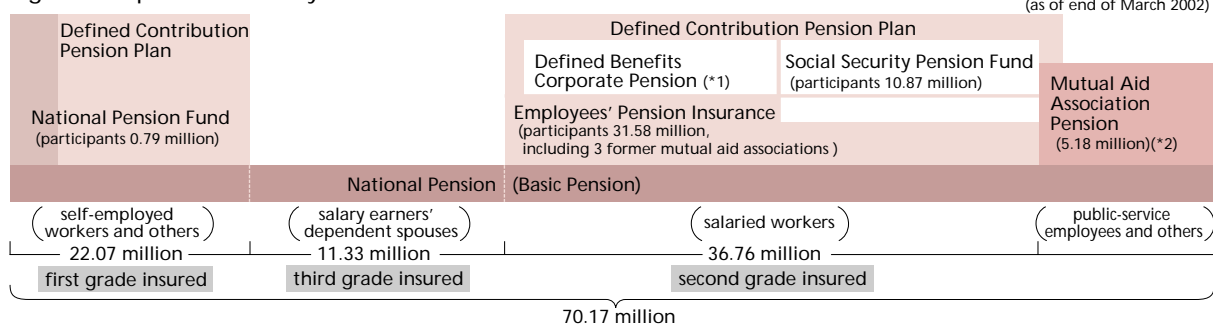 (as of end of March 2002)
Defined Contribution
Pension Plan
National Pension Fund
(participants 0.79 million)
Defined Contribution Pension Plan
Defined Benefits
Corporate Pension (*1)
Social Security Pension Fund
(participants 10.87 million)
Employees' Pension Insurance
(participants 31.58 million,
including 3 former mutual aid associations)
Mutual Aid
Association
Pension
(5.18 million)(*2)
National Pension (Basic Pension)
self-employed
workers and others
salary earners'
dependent spouses
salaried workers
public-service
employees and others
22.07 million
11.33 million
36.76 million
first grade insured
third grade insured
second grade insured
70.17 million